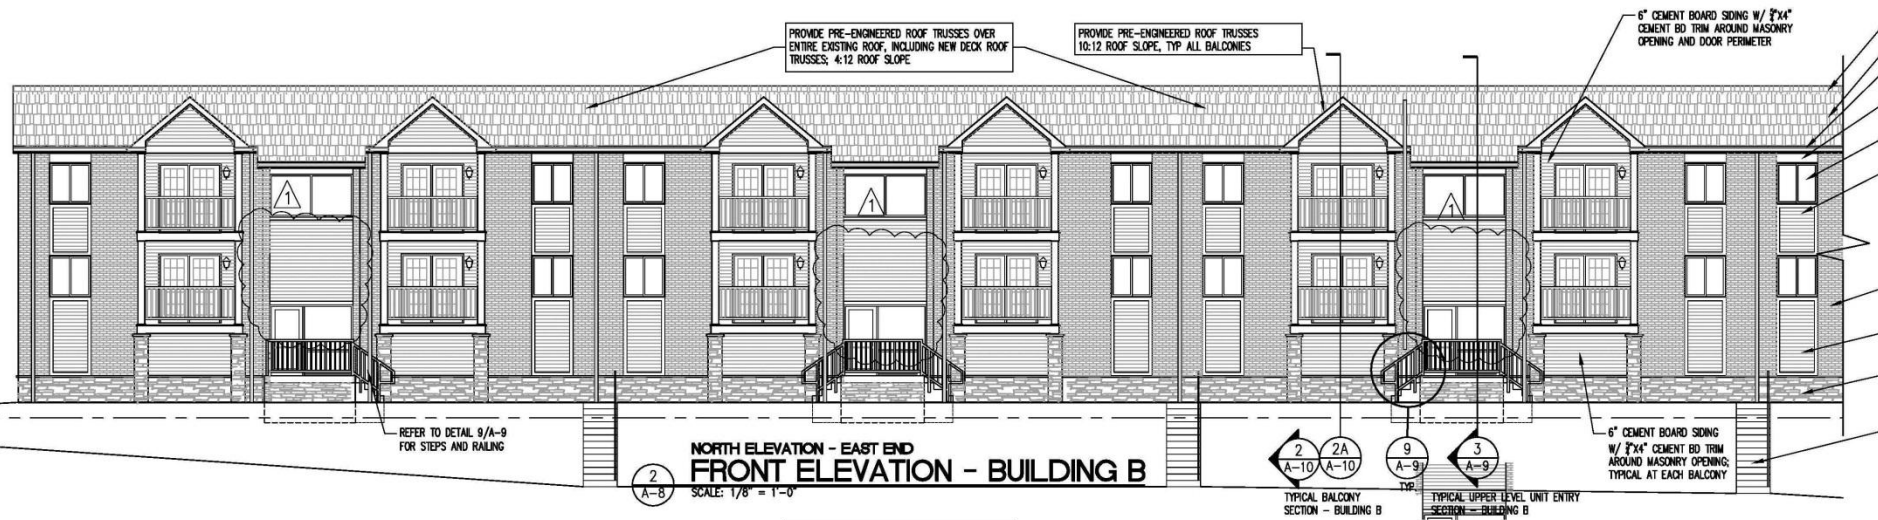 PROVIDE PRE-ENGINEERED ROOF TRUSSES OVER
ENTIRE EXISTING ROOF, INCLUDING NEW DECK ROOF
TRUSSES; 4:12 ROOF SLOPE
PROVIDE PRE-ENGINEERED ROOF TRUSSES
10:12 ROOF SLOPE, TYP ALL BALCONIES
6" CEMENT BOARD SIDING W/ X4"
CEMENT BD TRIM AROUND MASONRY
OPENING AND DOOR PERIMETER
1
1
1
REFER TO DETAIL 9/A-9
FOR STEPS AND RAILING
NORTH ELEVATION - EAST END
FRONT ELEVATION - BUILDING B
2
A-8
SCALE: 1/8" = 1'-0"
2
A-10
2A
A-10
TYPICAL BALCONY
SECTION - BUILDING B
9
A-9
TYP
3
A-9
TYPICAL UPPER LEVEL UNIT ENTRY
SECTION - BUILDING B
6" CEMENT BOARD SIDING
W/ X4" CEMENT BD TRIM
AROUND MASONRY OPENING;
TYPICAL AT EACH BALCONY